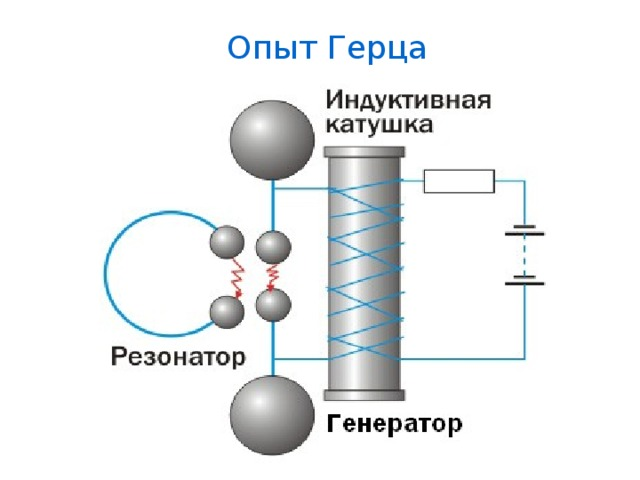 Опыт Герца
Индуктивная
катушка
Резонатор
Генератор